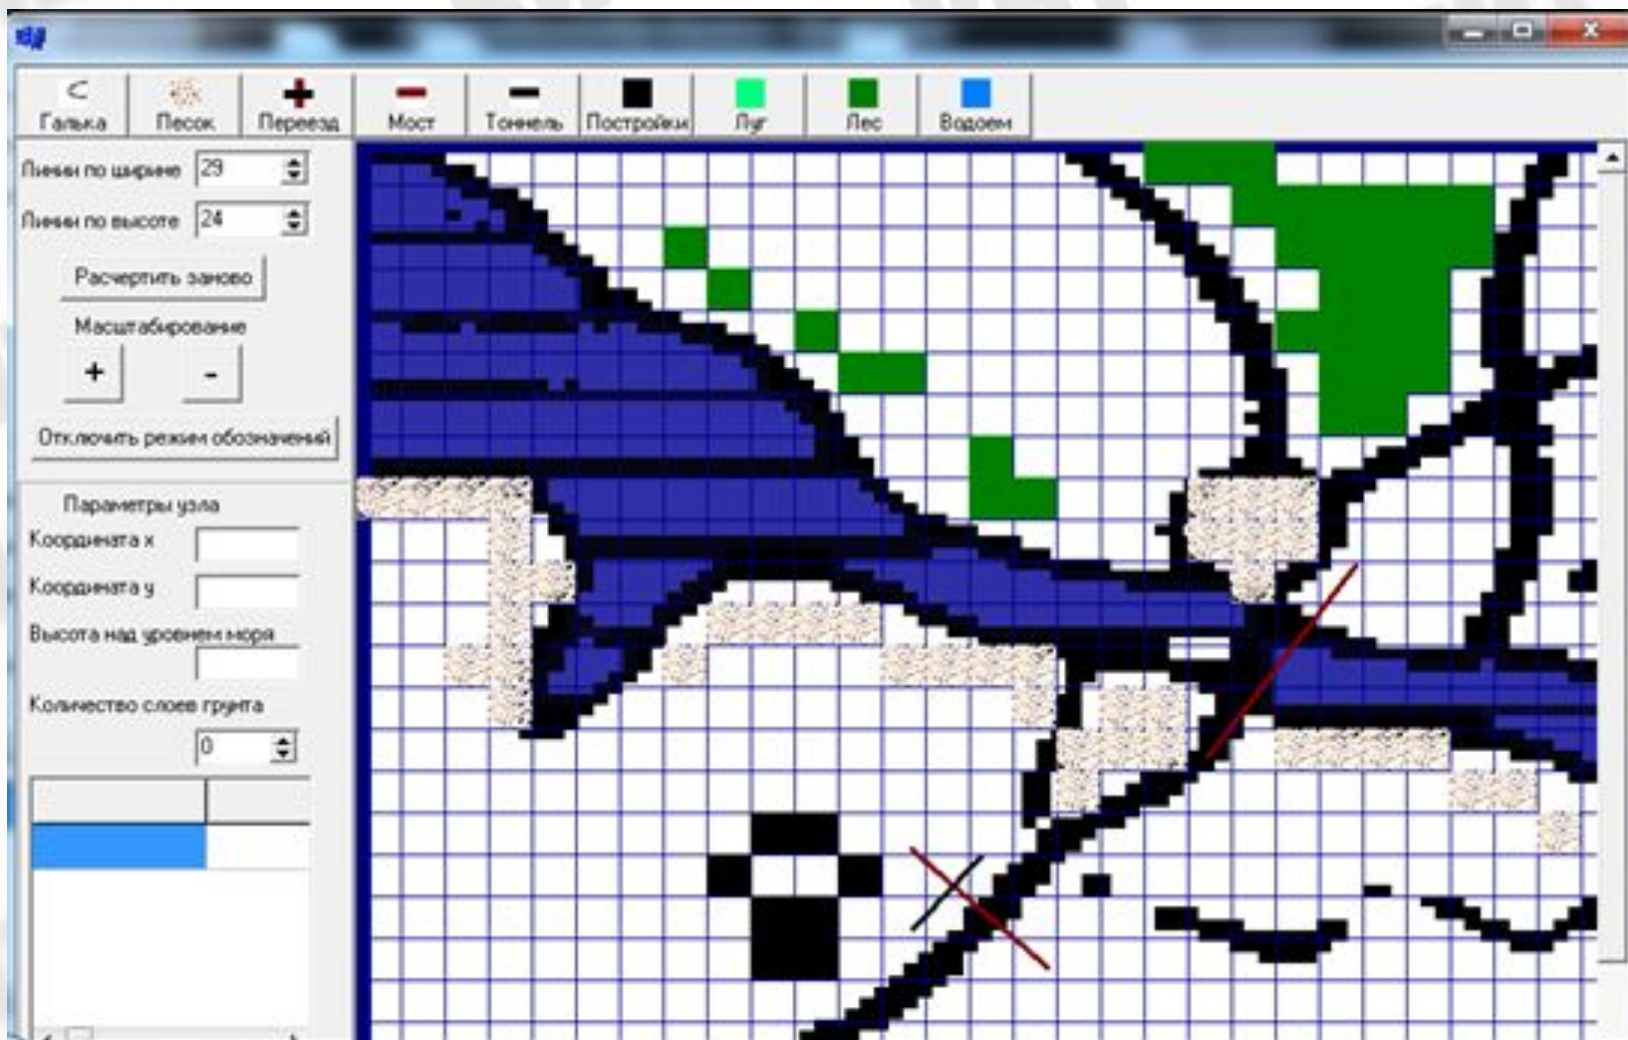 Галька Песок Переезд Мост Тоннель Постройки Луг Лес Водоем
Линии по ширине 29
Линии по высоте 24
Расчертить заново
Масштабирование
+ -
Отключить режим обозначений
Параметры узла
Координата x
Координата y
Высота над уровнем моря
Количество слоев грунта
0